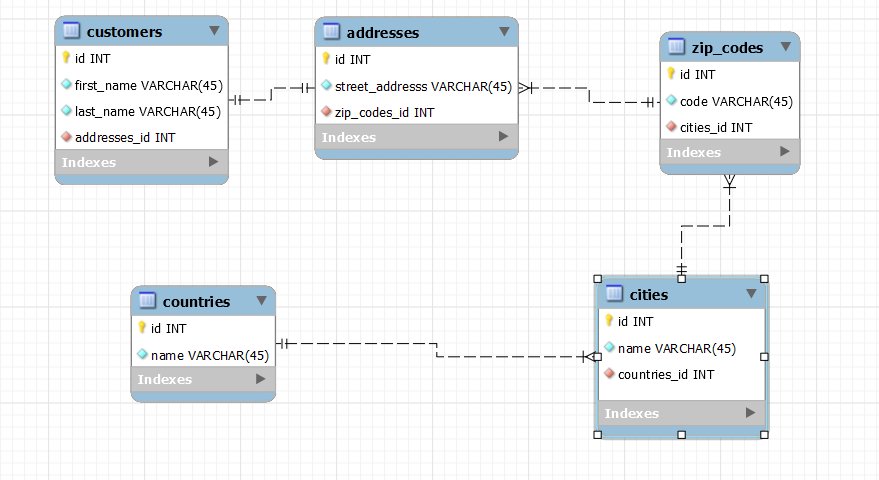 customers
id INT
first_name VARCHAR(45)
last_name VARCHAR(45)
addresses_id INT
Indexes
addresses
id INT
street_addresss VARCHAR(45)
zip_codes_id INT
Indexes
zip_codes
id INT
code VARCHAR(45)
cities_id INT
Indexes
countries
id INT
name VARCHAR(45)
Indexes
cities
id INT
name VARCHAR(45)
countries_id INT
Indexes